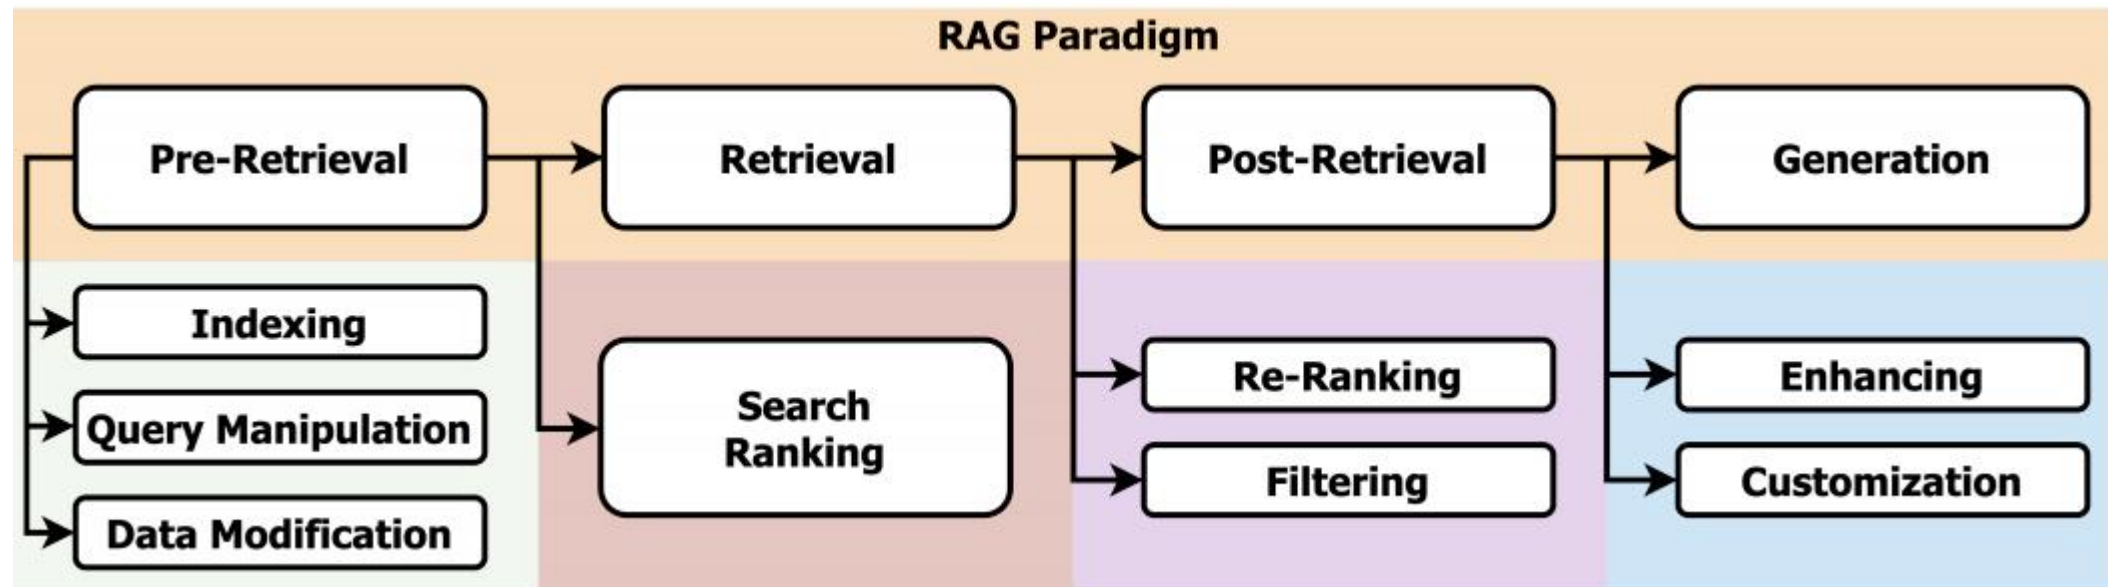 RAG Paradigm
Pre-Retrieval
Retrieval
Post-Retrieval
Generation
Indexing
Query Manipulation
Data Modification
Search
Ranking
Re-Ranking
Filtering
Enhancing
Customization